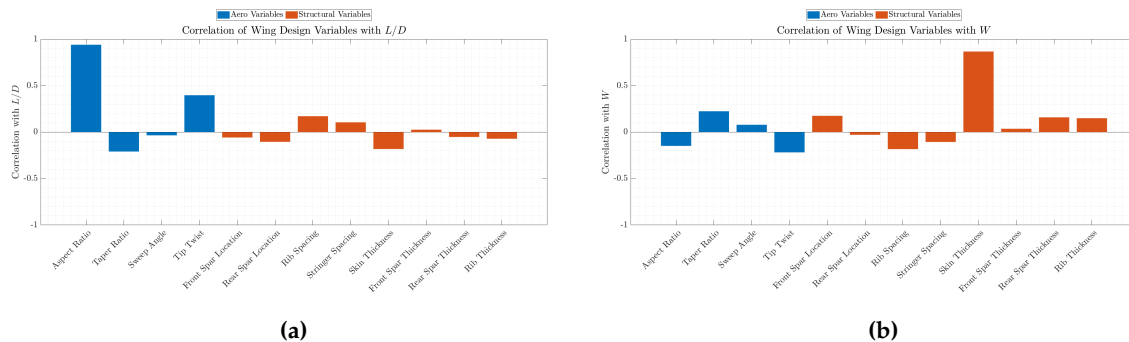 Aero Variables Structural Variables
Correlation of Wing Design Variables with L/D
1
0.5
0
-0.5
-1
Correlation with L/D
Aspect Ratio
Taper Ratio
Sweep Angle
Tip Twist
Front Spar Location
Rear Spar Location
Rib Spacing
Stringer Spacing
Skin Thickness
Front Spar Thickness
Rear Spar Thickness
Rib Thickness
(a)
Aero Variables Structural Variables
Correlation of Wing Design Variables with W
1
0.5
0
-0.5
-1
Correlation with W
Aspect Ratio
Taper Ratio
Sweep Angle
Tip Twist
Front Spar Location
Rear Spar Location
Rib Spacing
Stringer Spacing
Skin Thickness
Front Spar Thickness
Rear Spar Thickness
Rib Thickness
(b)